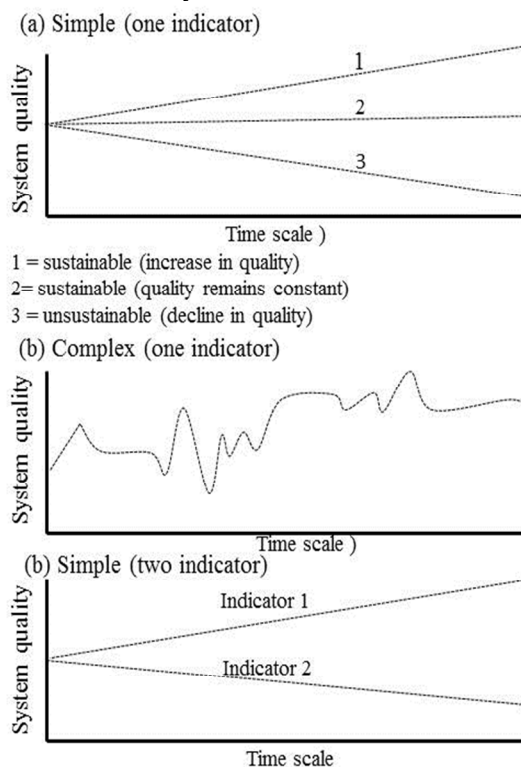 (a) Simple (one indicator)
System quality
1
2
3
Time scale )
1 = sustainable (increase in quality)
2= sustainable (quality remains constant)
3 = unsustainable (decline in quality)
(b) Complex (one indicator)
System quality
Time scale )
(b) Simple (two indicator)
System quality
Indicator 1
Indicator 2
Time scale